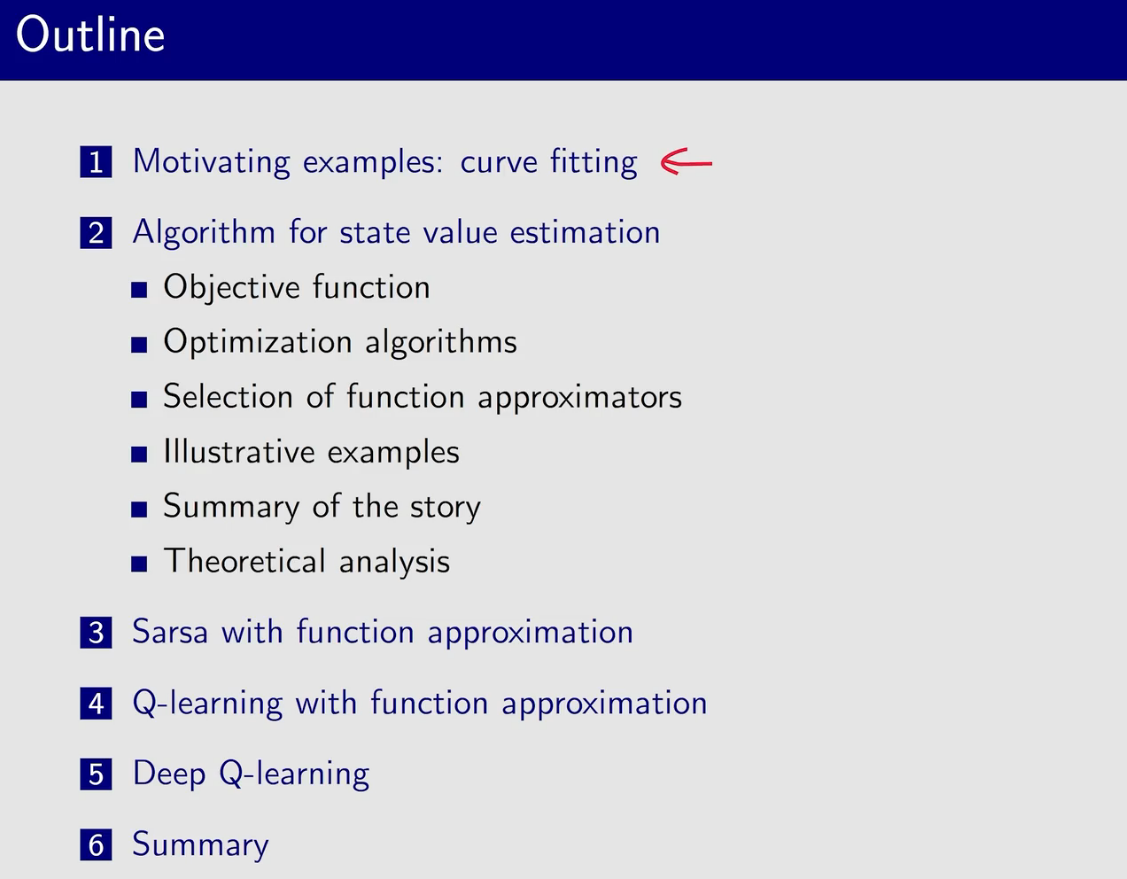 Outline
1 Motivating examples: curve fitting
2 Algorithm for state value estimation
Objective function
Optimization algorithms
Selection of function approximators
Illustrative examples
Summary of the story
Theoretical analysis
3 Sarsa with function approximation
4 Q-learning with function approximation
5 Deep Q-learning
6 Summary